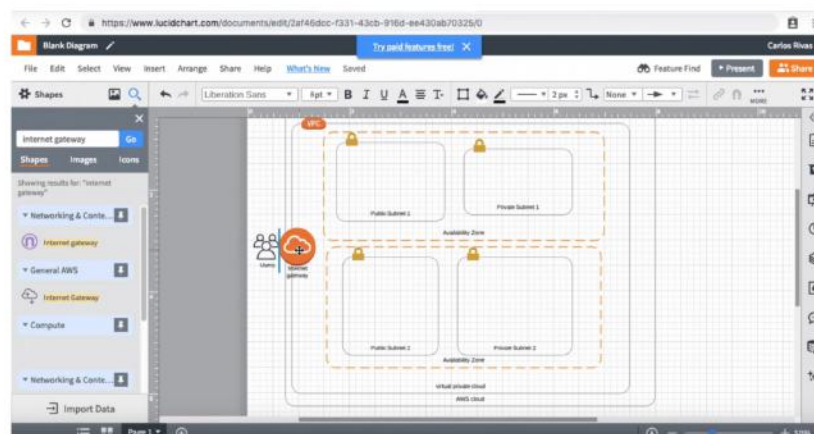 https://www.lucidchart.com/documents/edit/2af46dcc-f331-43cb-916d-ee430ab70325/0
Blank Diagram
Try paid features free!
Carlos Rivas
File Edit Select View Insert Arrange Share Help What's New Saved
Feature Find
Present
Share
Shapes
Liberation Sans
8pt
B I U A T
2 px
None
MORE
internet gateway
Go
Shapes Images Icons
Showing results for: "internet
gateway"
Networking & Conte...
Internet gateway
General AWS
Internet Gateway
Compute
Networking & Conte...
Import Data
VPC
Public Subnet 1
Private Subnet 1
Availability Zone
Users
Internet
gateway
Public Subnet 2
Private Subnet 2
Availability Zone
virtual private cloud
AWS cloud
Page 1